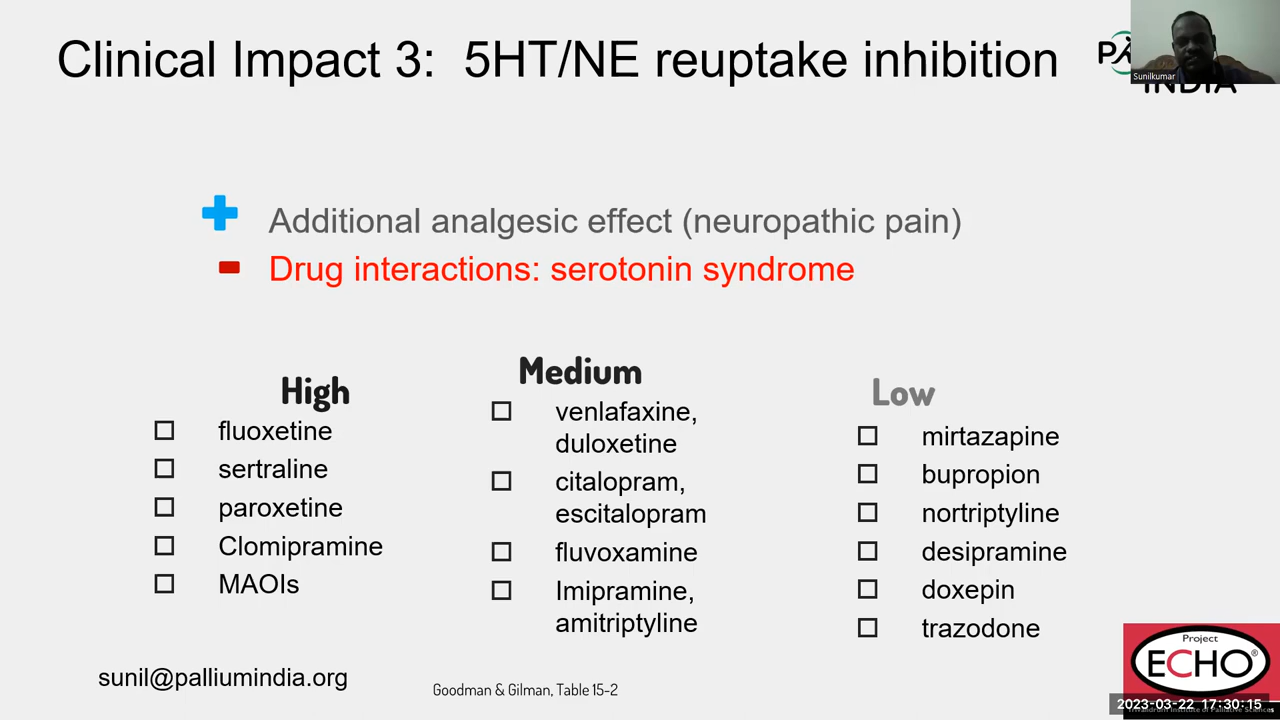 Clinical Impact 3: 5HT/NE reuptake inhibition
Sunilkumar
INDIA
Additional analgesic effect (neuropathic pain)
Drug interactions: serotonin syndrome
High
fluoxetine
sertraline
paroxetine
Clomipramine
MAOIs
Medium
venlafaxine,
duloxetine
citalopram,
escitalopram
fluvoxamine
Imipramine,
amitriptyline
Low
mirtazapine
bupropion
nortriptyline
desipramine
doxepin
trazodone
sunil@palliumindia.org
Goodman & Gilman, Table 15-2
Project
ECHO®
2023-03-22 17:30:15